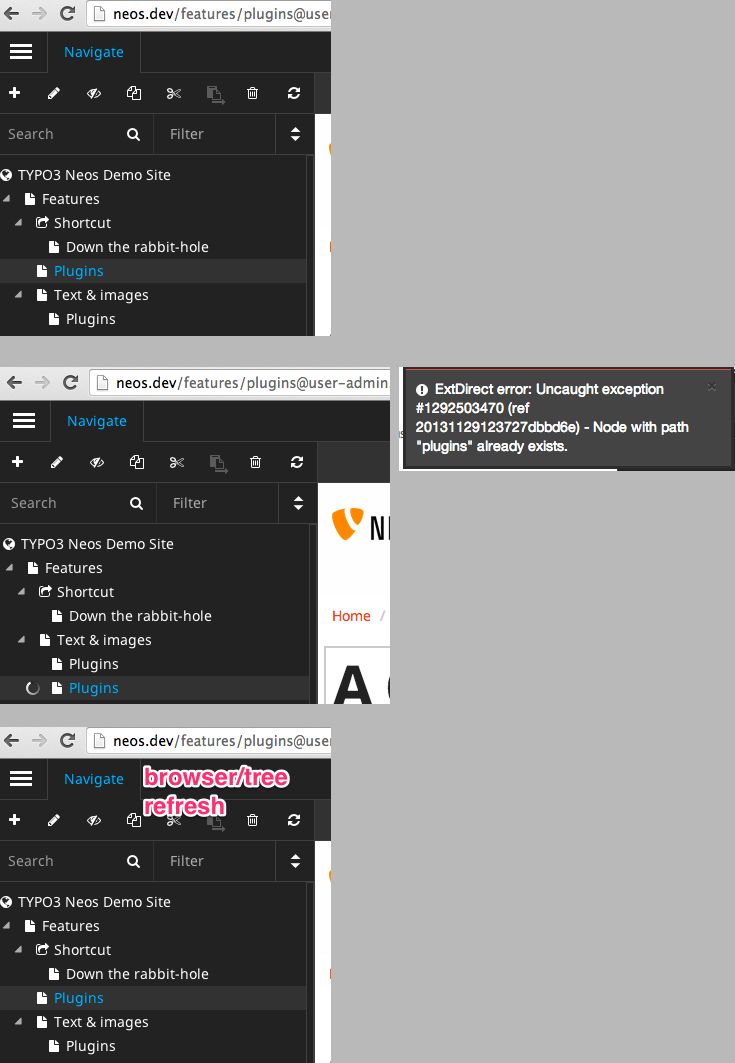 neos.dev/features/plugins@use
Navigate
Search
Filter
TYPO3 Neos Demo Site
Features
Shortcut
Down the rabbit-hole
Plugins
Text & images
Plugins
neos.dev/features/plugins@user-admin.
Navigate
Search
Filter
TYPO3 Neos Demo Site
Features
Shortcut
Down the rabbit-hole
Text & images
Plugins
Plugins
NE
Home /
A
ExtDirect error: Uncaught exception
#1292503470 (ref
20131129123727dbbd6e) - Node with path
"plugins" already exists.
neos.dev/features/plugins@use
Navigate
browser/tree
refresh
Search
Filter
TYPO3 Neos Demo Site
Features
Shortcut
Down the rabbit-hole
Plugins
Text & images
Plugins